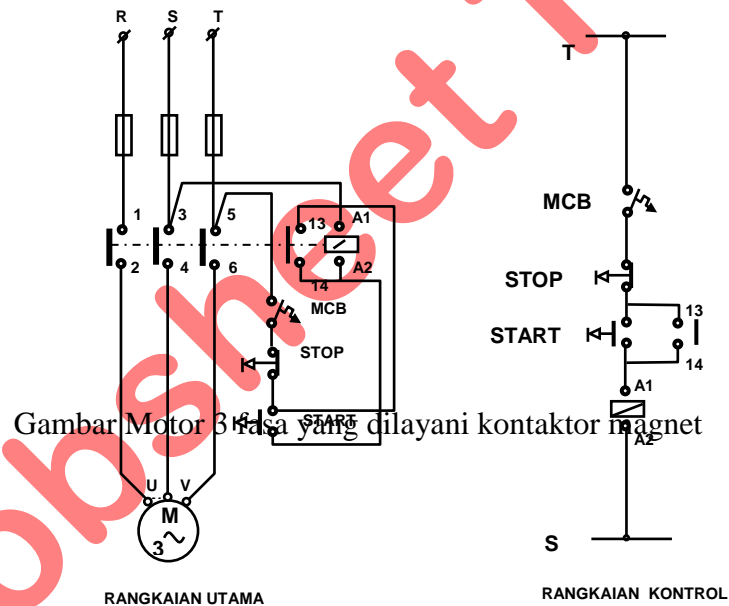 R S T
T
1 3 5 13 A1
MCB
2 4 6 14 A2
STOP
MCB
13
START
STOP
14
A1
START
Gambar Motor 3 fasa yang dilayani kontaktor magnet
A2
U V
M
3
S
RANGKAIAN UTAMA
RANGKAIAN KONTROL